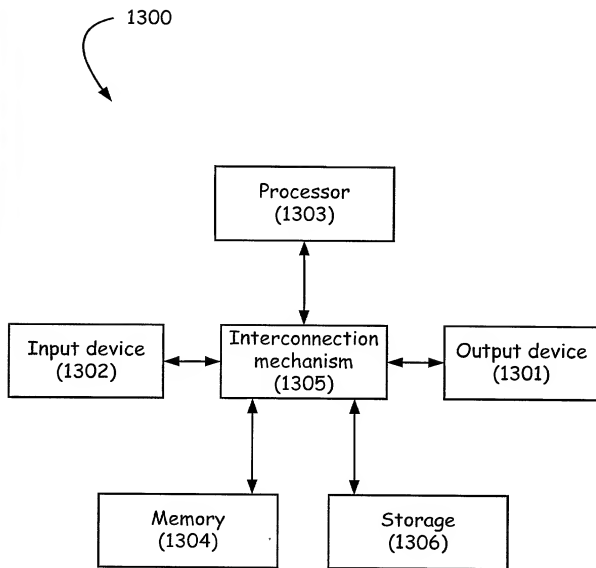 1300
Processor
(1303)
Input device
(1302)
Interconnection
mechanism
(1305)
Output device
(1301)
Memory
(1304)
Storage
(1306)